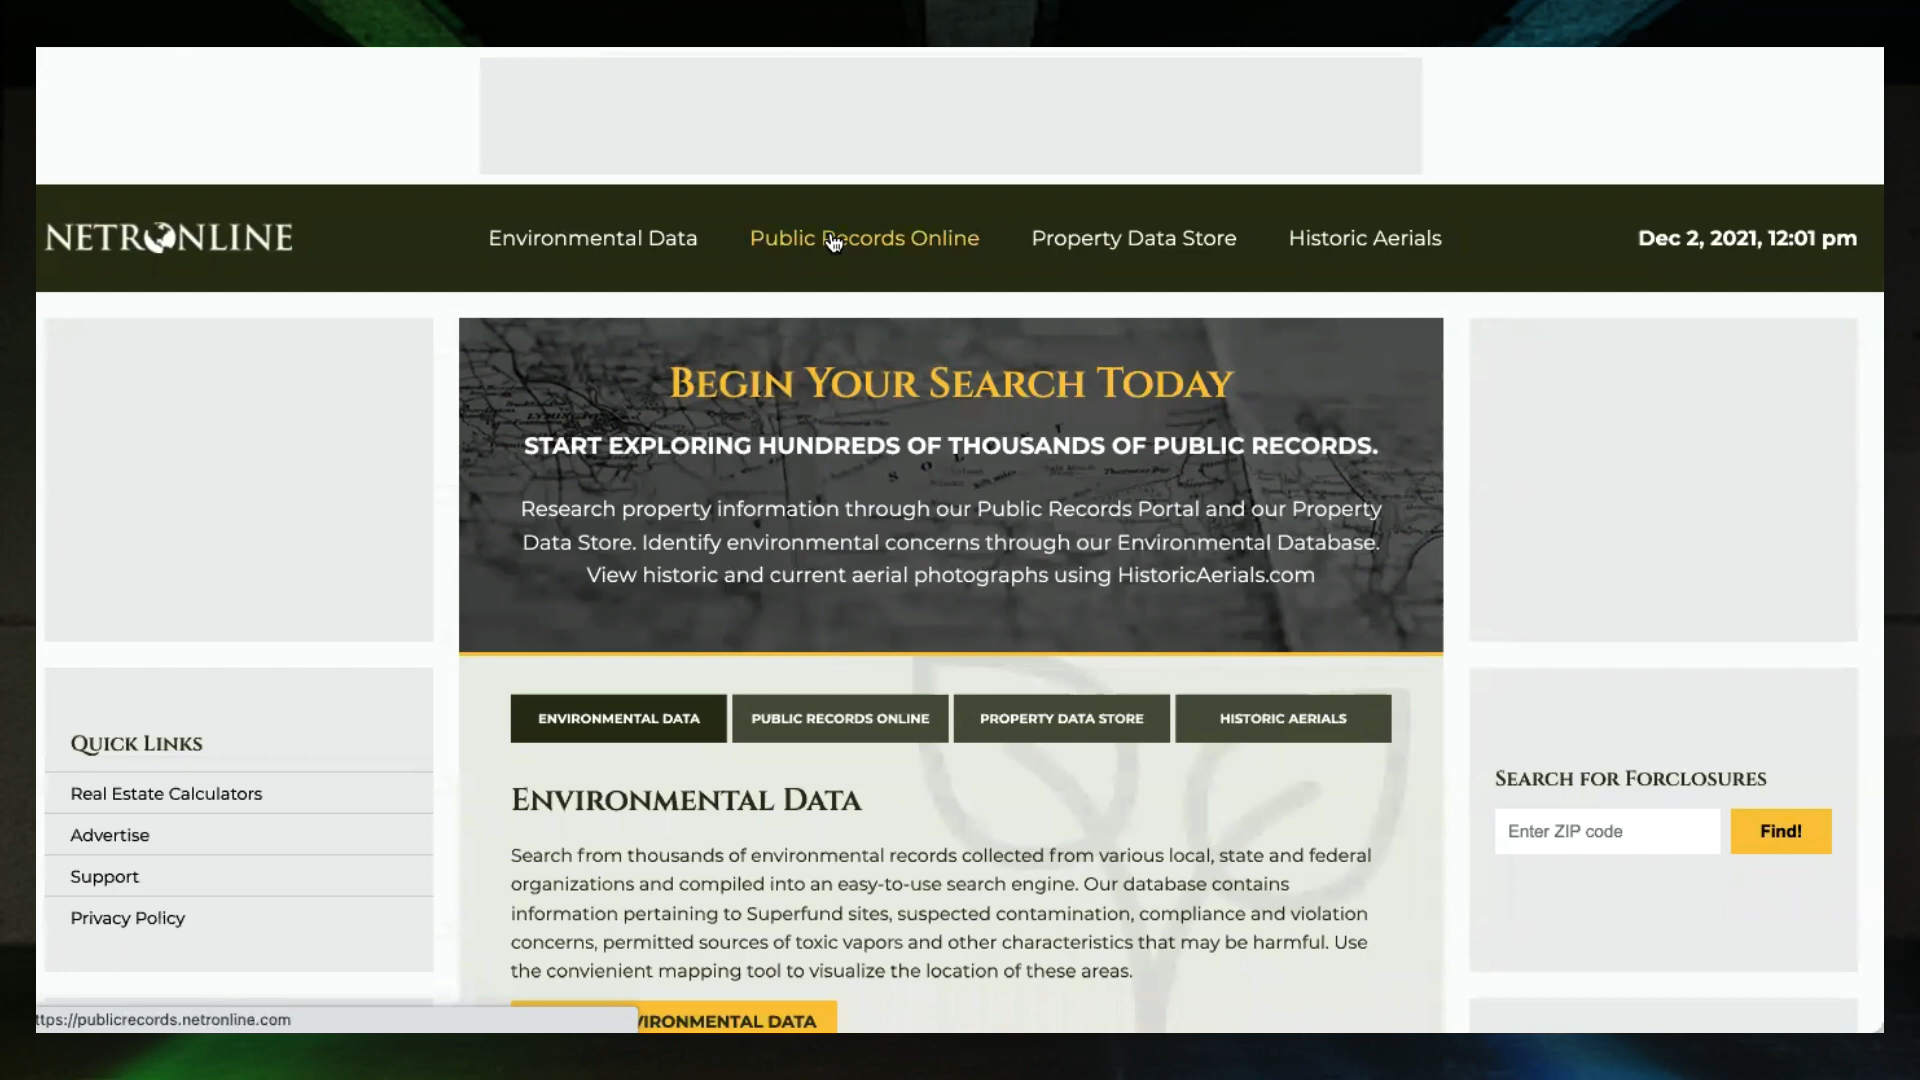 NETRONLINE
Environmental Data
Public Records Online
Property Data Store
Historic Aerials
Dec 2, 2021, 12:01 pm
BEGIN YOUR SEARCH TODAY
START EXPLORING HUNDREDS OF THOUSANDS OF PUBLIC RECORDS.
Research property information through our Public Records Portal and our Property
Data Store. Identify environmental concerns through our Environmental Database.
View historic and current aerial photographs using HistoricAerials.com
ENVIRONMENTAL DATA
PUBLIC RECORDS ONLINE
PROPERTY DATA STORE
HISTORIC AERIALS
QUICK LINKS
Real Estate Calculators
Advertise
Support
Privacy Policy
ENVIRONMENTAL DATA
Search from thousands of environmental records collected from various local, state and federal
organizations and compiled into an easy-to-use search engine. Our database contains
information pertaining to Superfund sites, suspected contamination, compliance and violation
concerns, permitted sources of toxic vapors and other characteristics that may be harmful. Use
the convienient mapping tool to visualize the location of these areas.
VIRONMENTAL DATA
SEARCH FOR FORCLOSURES
Enter ZIP code
Find!
ttps://publicrecords.netronline.com